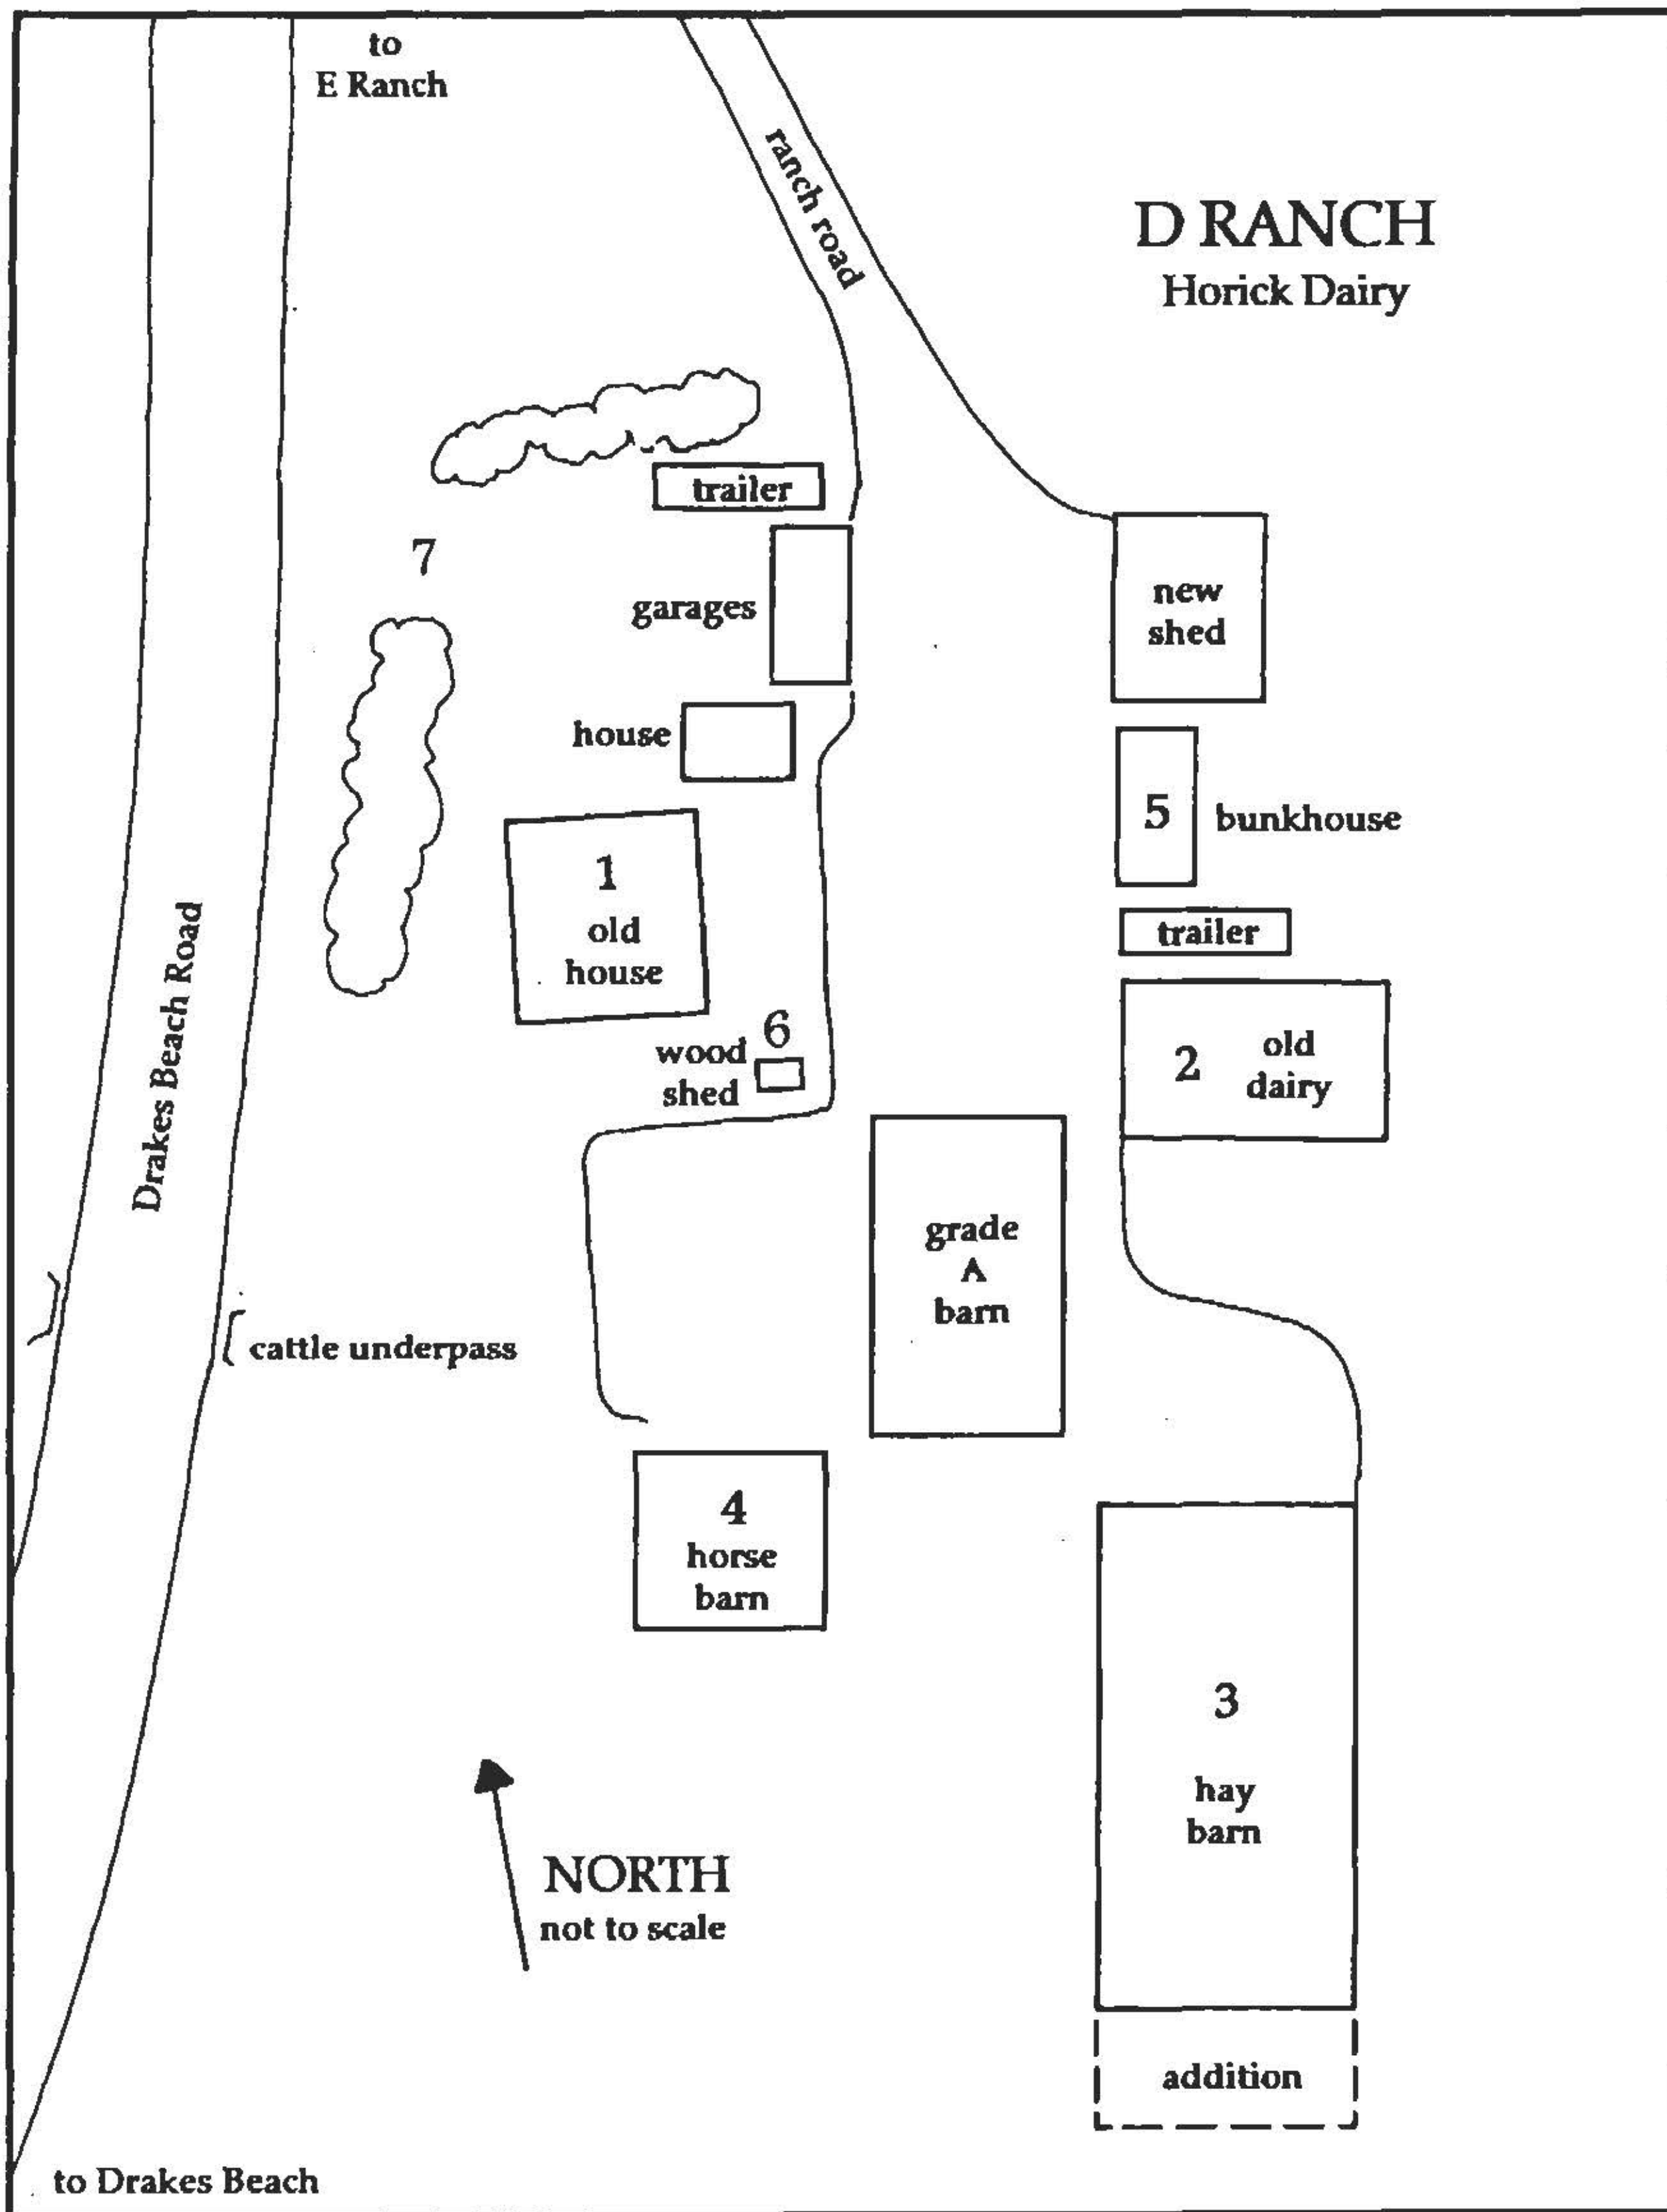 to
E Ranch
ranch road
D RANCH
Horick Dairy
trailer
7
garages
new
shed
house
5 bunkhouse
1
old
house
trailer
Drakes Beach Road
6
wood
shed
2 old
dairy
grade
A
barn
cattle underpass
4
horse
barn
3
hay
barn
NORTH
not to scale
addition
to Drakes Beach